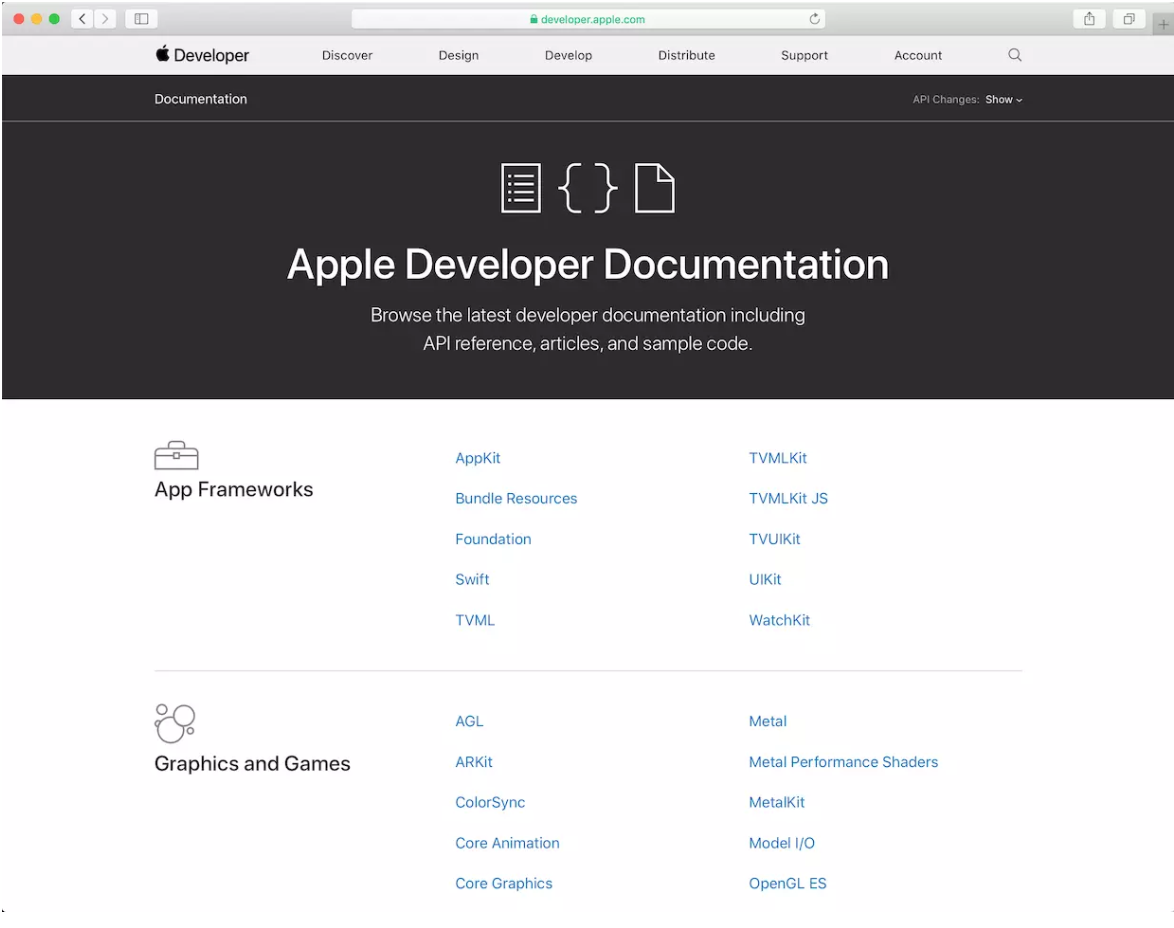 developer.apple.com
Developer
Discover
Design
Develop
Distribute
Support
Account
Documentation
API Changes: Show
Apple Developer Documentation
Browse the latest developer documentation including
API reference, articles, and sample code.
App Frameworks
AppKit
Bundle Resources
Foundation
Swift
TVML
TVMLKit
TVMLKit JS
TVUIKit
UIKit
WatchKit
Graphics and Games
AGL
ARKit
ColorSync
Core Animation
Core Graphics
Metal
Metal Performance Shaders
MetalKit
Model I/O
OpenGL ES